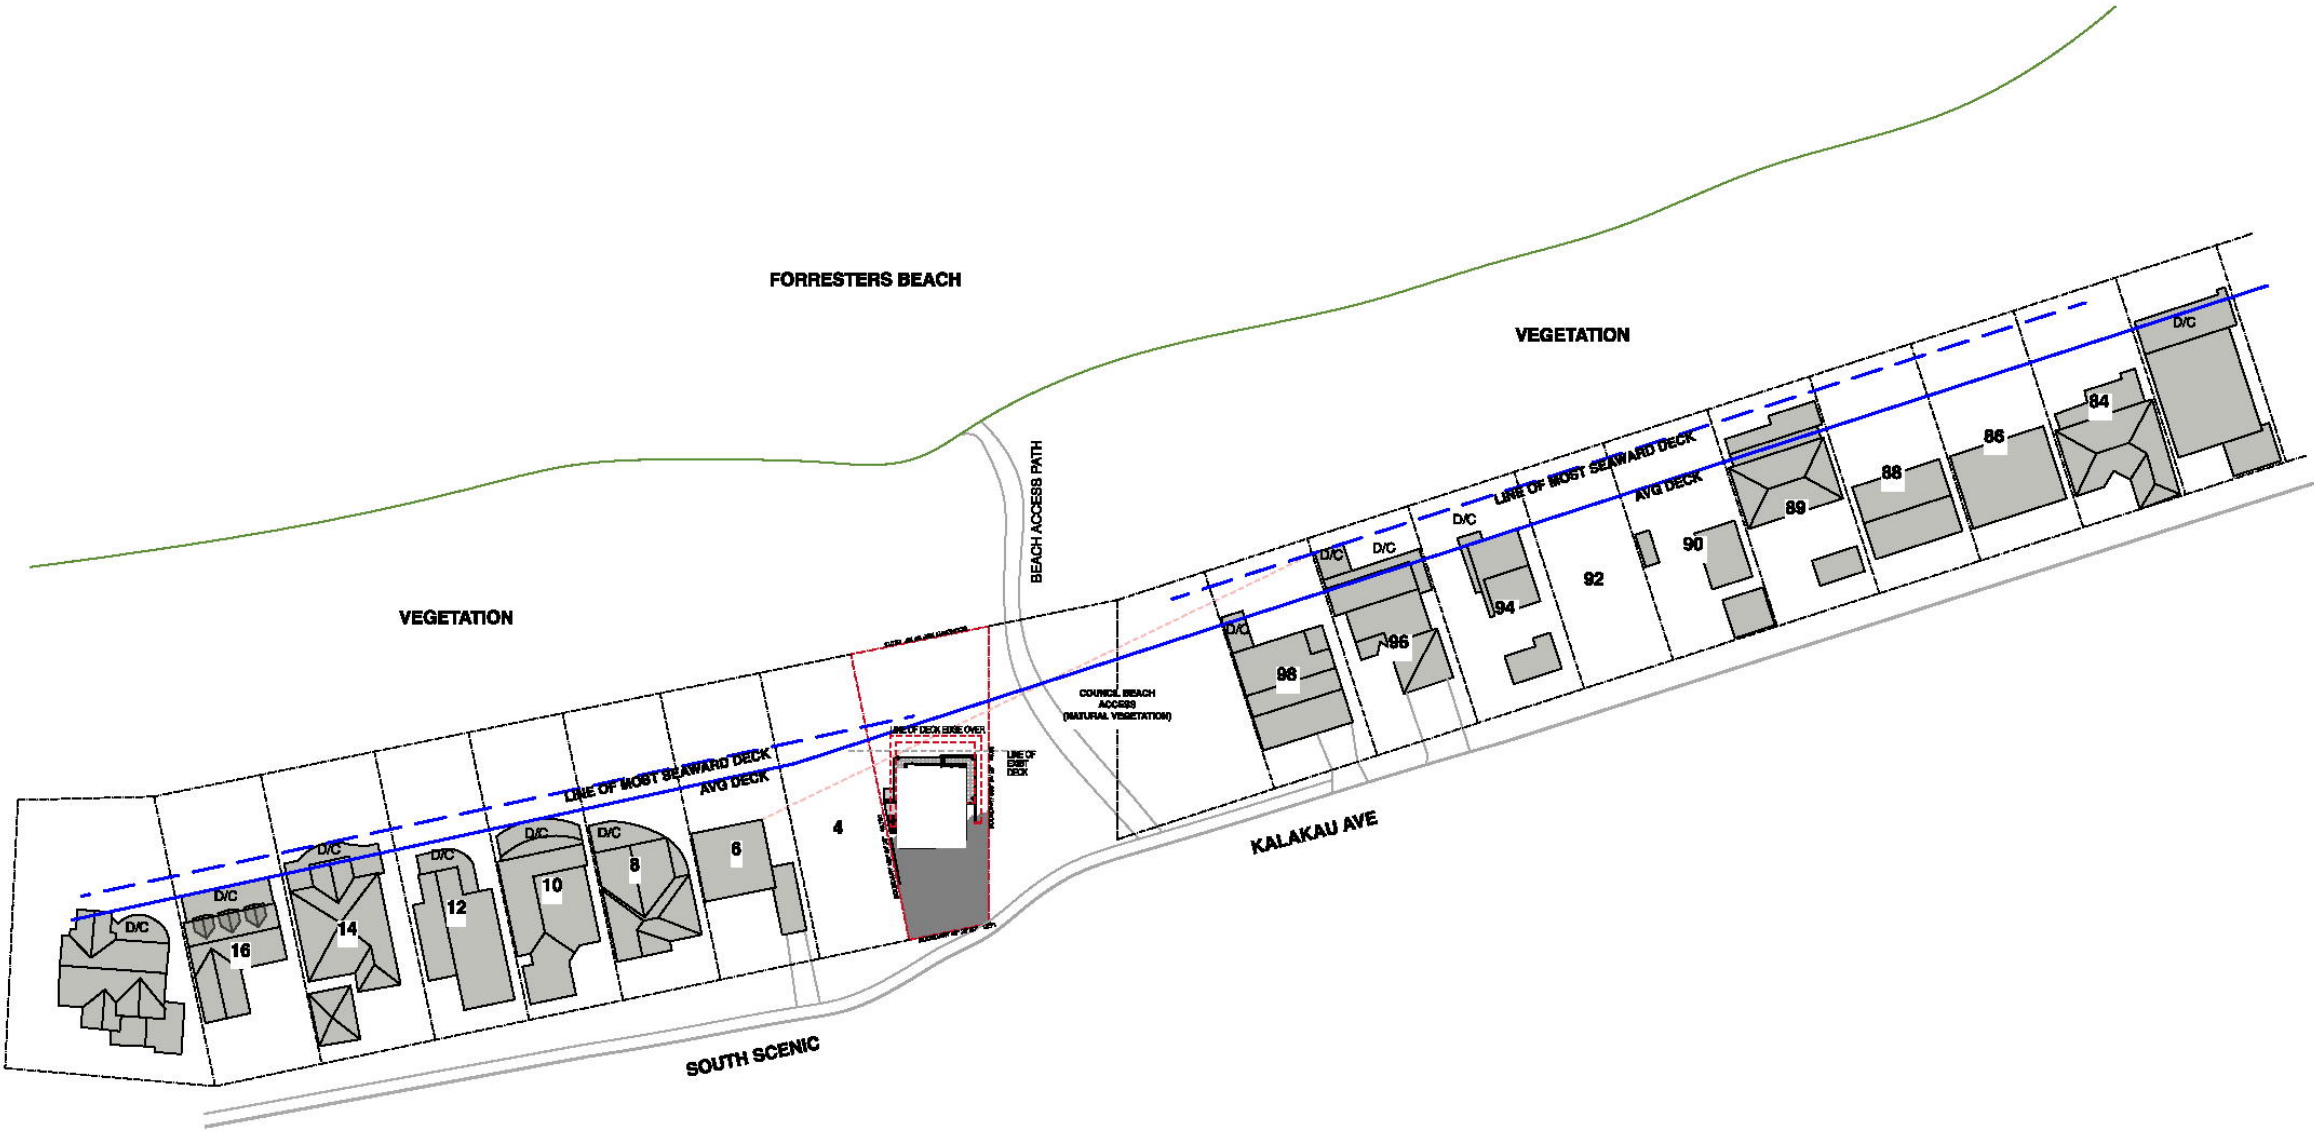 FORRESTERS BEACH
VEGETATION
BEACH ACCESS PATH
VEGETATION
D/C
84
86
88
89
LINE OF MOST SEAWARD DECK
AVG DECK
90
92
D/C
94
D/C
D/C
96
D/C
98
COUNCIL BEACH
ACCESS
(NATURAL VEGETATION)
LINE OF DECK EDGE OVER
LINE OF
EXIST
DECK
LINE OF MOST SEAWARD DECK
AVG DECK
4
6
D/C
8
D/C
10
D/C
12
D/C
14
D/C
16
D/C
KALAKAU AVE
SOUTH SCENIC